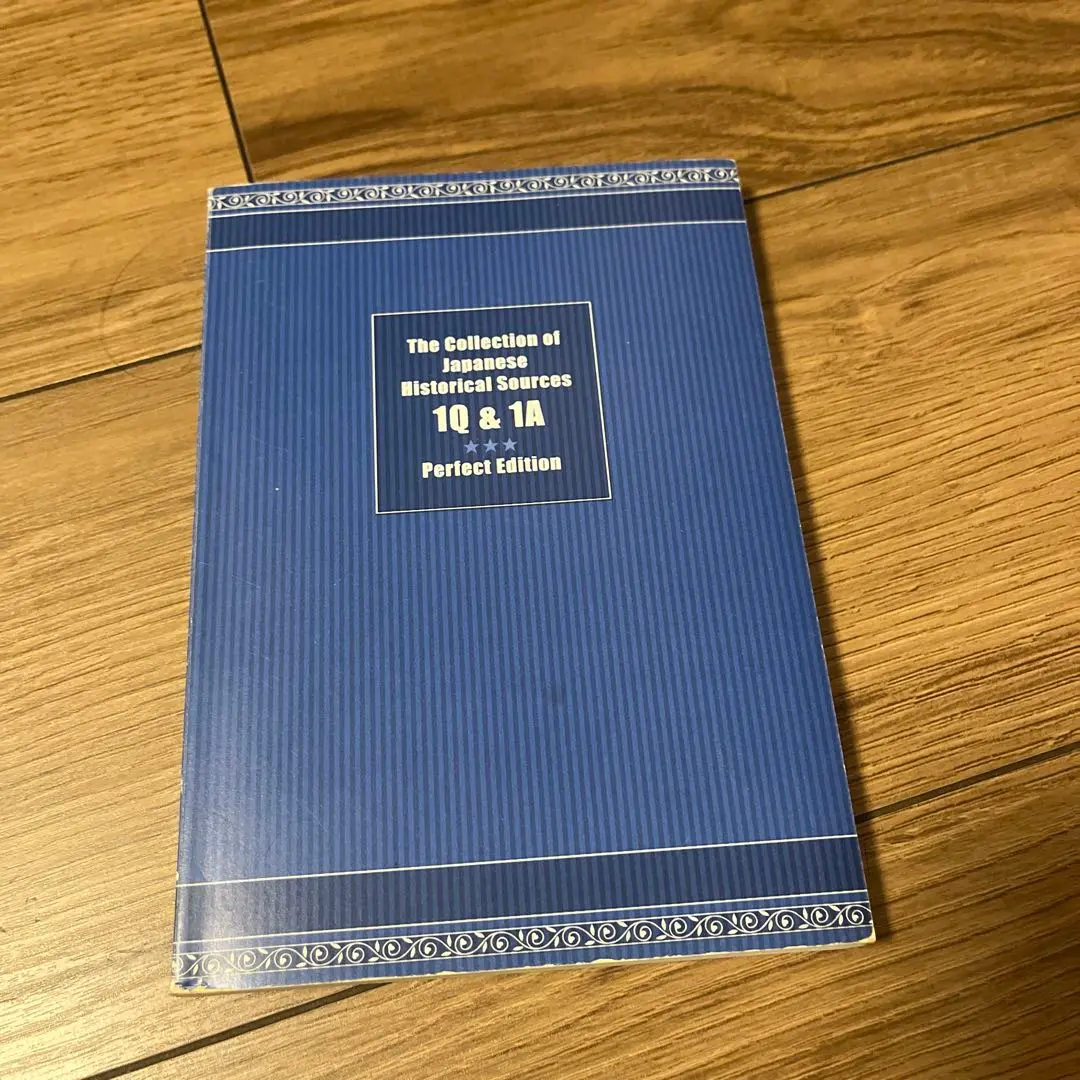 The Collection of
Japanese
Historical Sources
1Q & 1A
★★★
Perfect Edition